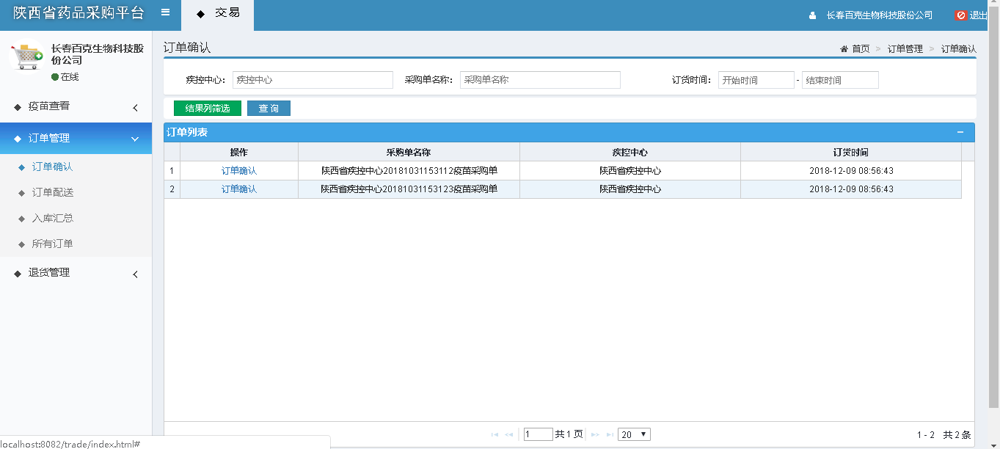 陕西省药品采购平台
交易
长春百克生物科技股份公司
退出
长春百克生物科技股份公司
在线
疫苗查看
订单管理
订单确认
订单配送
入库汇总
所有订单
退货管理
订单确认
首页 > 订单管理 > 订单确认
疾控中心: 疾控中心 采购单名称: 采购单名称 订货时间: 开始时间 - 结束时间
结果列筛选 查 询
订单列表
操作 采购单名称 疾控中心 订货时间
1 订单确认 陕西省疾控中心20181031153112疫苗采购单 陕西省疾控中心 2018-12-09 08:56:43
2 订单确认 陕西省疾控中心20181031153123疫苗采购单 陕西省疾控中心 2018-12-09 08:56:43
1 共 1 页 20 1 - 2 共 2 条
localhost:8082/trade/index.html#